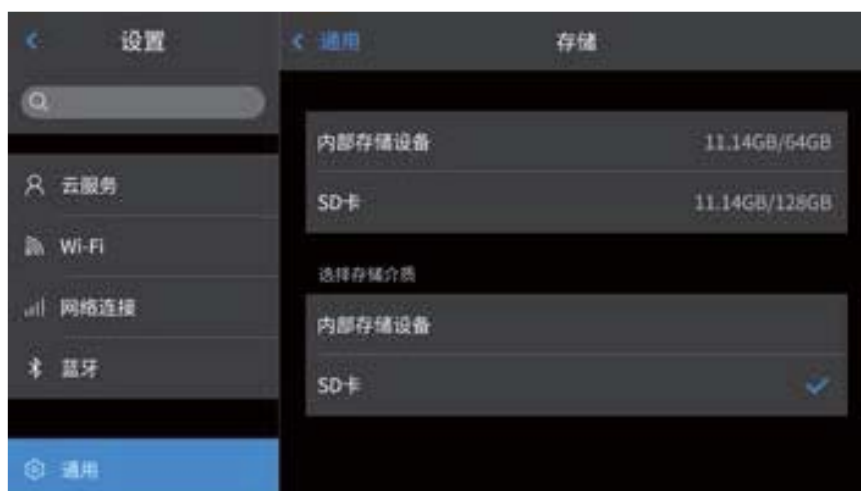 设置
云服务
Wi-Fi
网络连接
蓝牙
通用
通用
存储
内部存储设备 11.14GB/64GB
SD卡 11.14GB/128GB
选择存储介质
内部存储设备
SD卡